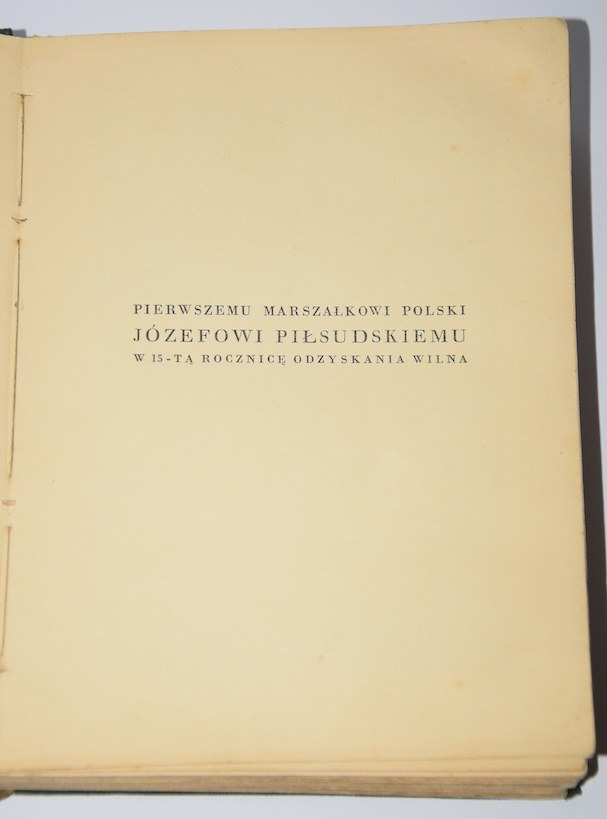 PIERWSZEMU MARSZAŁKOWI POLSKI
JÓZEFOWI PIŁSUDSKIEMU
W 15-TĄ ROCZNICĘ ODZYSKANIA WILNA